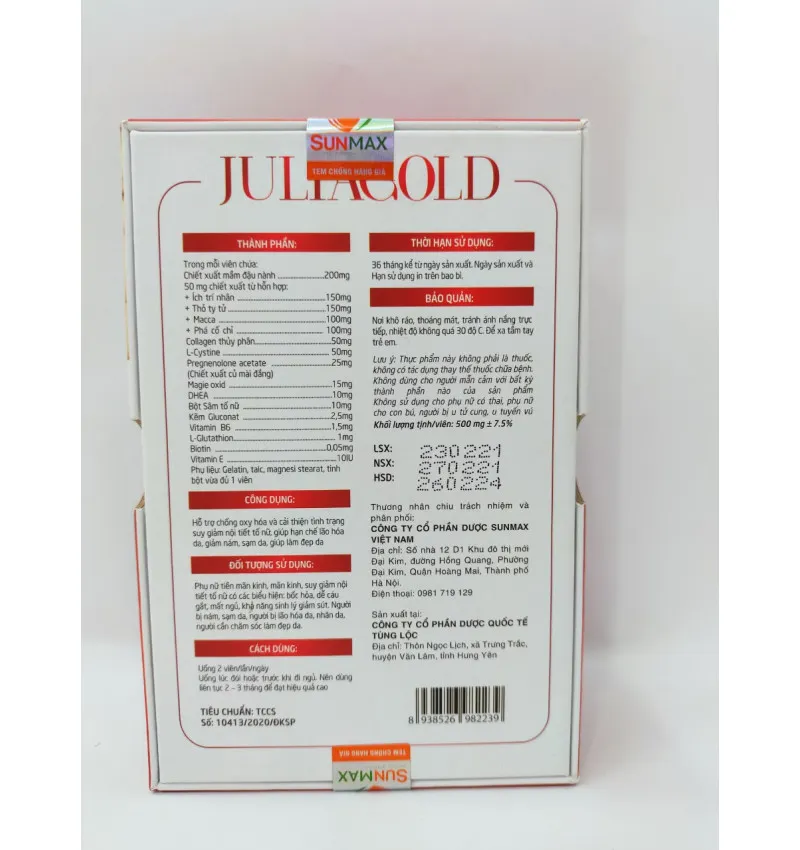 SUNMAX
TEM CHỐNG HÀNG GIẢ
JULIAGOLD
THÀNH PHẦN:
Trong mỗi viên chứa:
Chiết xuất mầm đậu nành ........................200mg
50 mg chiết xuất từ hỗn hợp:
+ Ích trí nhân ........................150mg
+ Thỏ ty tử ........................150mg
+ Macca ........................100mg
+ Phá cố chỉ ........................100mg
Collagen thủy phân........................50mg
L-Cystine ........................50mg
Pregnenolone acetate ........................25mg
(Chiết xuất củ mài đắng)
Magie oxid ........................15mg
DHEA ........................10mg
Bột Sâm tố nữ ........................10mg
Kẽm Gluconat ........................2,5mg
Vitamin B6 ........................1,5mg
L-Glutathion........................1mg
Biotin ........................0,05mg
Vitamin E ........................10IU
Phụ liệu: Gelatin, talc, magnesi stearat, tinh
bột vừa đủ 1 viên
CÔNG DỤNG:
Hỗ trợ chống oxy hóa và cải thiện tình trạng
suy giảm nội tiết tố nữ, giúp hạn chế lão hóa
da, giảm nám, sạm da, giúp làm đẹp da
ĐỐI TƯỢNG SỬ DỤNG:
Phụ nữ tiền mãn kinh, mãn kinh, suy giảm nội
tiết tố nữ có các biểu hiện: bốc hỏa, dễ cáu
gắt, mất ngủ, khả năng sinh lý giảm sút. Người
bị nám, sạm da, người bị lão hóa da, nhăn da,
người cần chăm sóc làm đẹp da.
CÁCH DÙNG:
Uống 2 viên/lần/ngày
Uống lúc đói hoặc trước khi đi ngủ. Nên dùng
liên tục 2 – 3 tháng để đạt hiệu quả cao
TIÊU CHUẨN: TCCS
Số: 10413/2020/ĐKSP
THỜI HẠN SỬ DỤNG:
36 tháng kể từ ngày sản xuất. Ngày sản xuất và
Hạn sử dụng in trên bao bì.
BẢO QUẢN:
Nơi khô ráo, thoáng mát, tránh ánh nắng trực
tiếp, nhiệt độ không quá 30 độ C. Để xa tầm tay
trẻ em.
Lưu ý: Thực phẩm này không phải là thuốc,
không có tác dụng thay thế thuốc chữa bệnh.
Không dùng cho người mẫn cảm với bất kỳ
thành phần nào của sản phẩm
Không sử dụng cho phụ nữ có thai, phụ nữ
cho con bú, người bị u tử cung, u tuyến vú
Khối lượng tịnh/viên: 500 mg ± 7.5%
LSX: 230221
NSX: 270221
HSD: 260224
Thương nhân chịu trách nhiệm và
phân phối:
CÔNG TY CỔ PHẦN DƯỢC SUNMAX
VIỆT NAM
Địa chỉ: Số nhà 12 D1 Khu đô thị mới
Đại Kim, đường Hồng Quang, Phường
Đại Kim, Quận Hoàng Mai, Thành phố
Hà Nội.
Điện thoại: 0981 719 129
Sản xuất tại:
CÔNG TY CỔ PHẦN DƯỢC QUỐC TẾ
TÙNG LỘC
Địa chỉ: Thôn Ngọc Lịch, xã Trưng Trắc,
huyện Văn Lâm, tỉnh Hưng Yên
8 938526 982239
TEM CHỐNG HÀNG GIẢ
SUNMAX